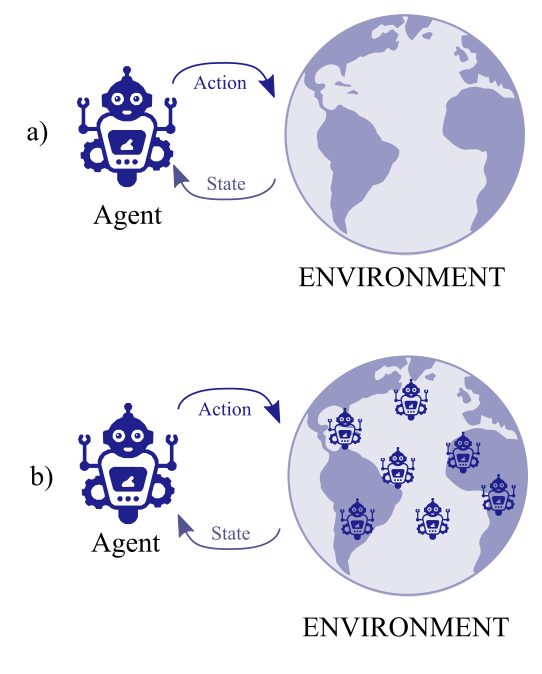 a)
Action
State
Agent
ENVIRONMENT
b)
Action
State
Agent
ENVIRONMENT